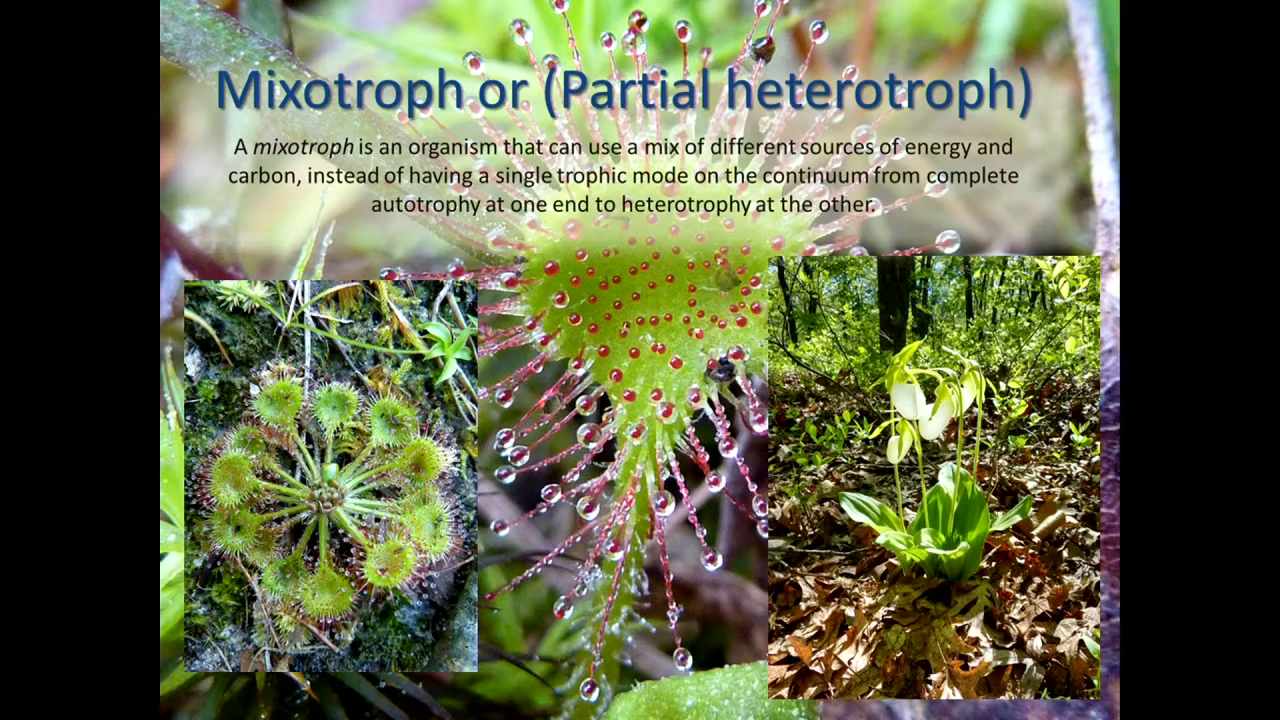 Mixotroph or (Partial heterotroph)
A mixotroph is an organism that can use a mix of different sources of energy and
carbon, instead of having a single trophic mode on the continuum from complete
autotrophy at one end to heterotrophy at the other.